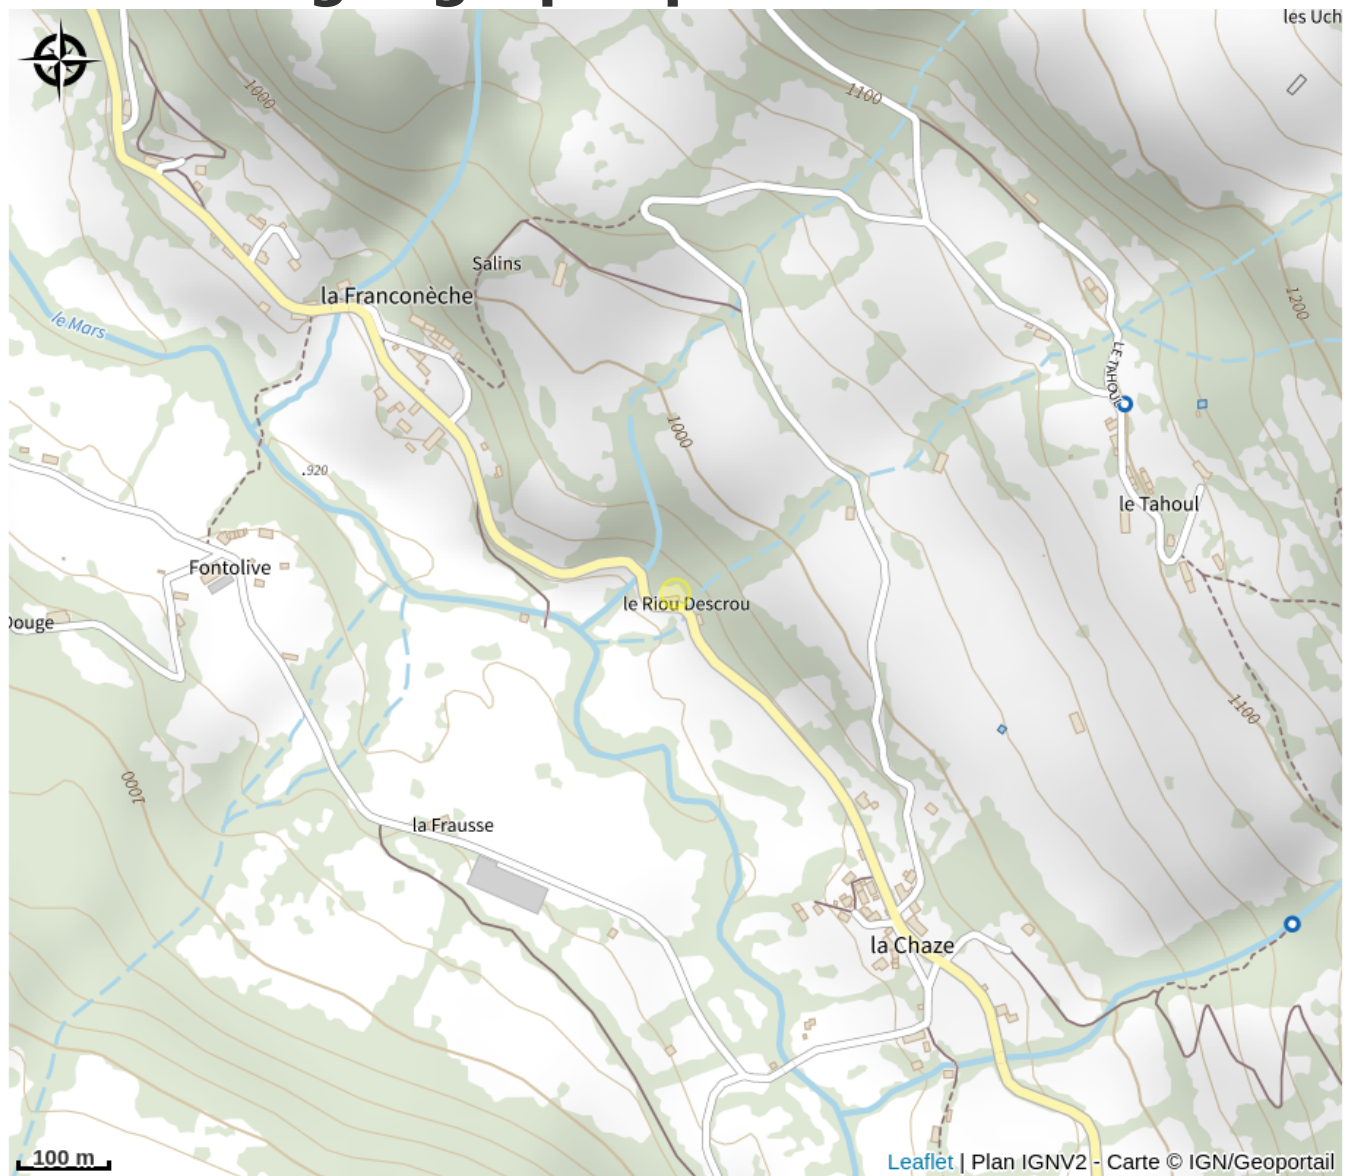 les Uch
1000
1100
Salins
la Franconèche
le Mars
1200
LE TAHOUL
1000
.920
le Tahoul
Fontolive
le Riou Descrou
Douge
1100
1000
la Frausse
la Chaze
100 m
Leaflet | Plan IGNV2 - Carte © IGN/Geoportail